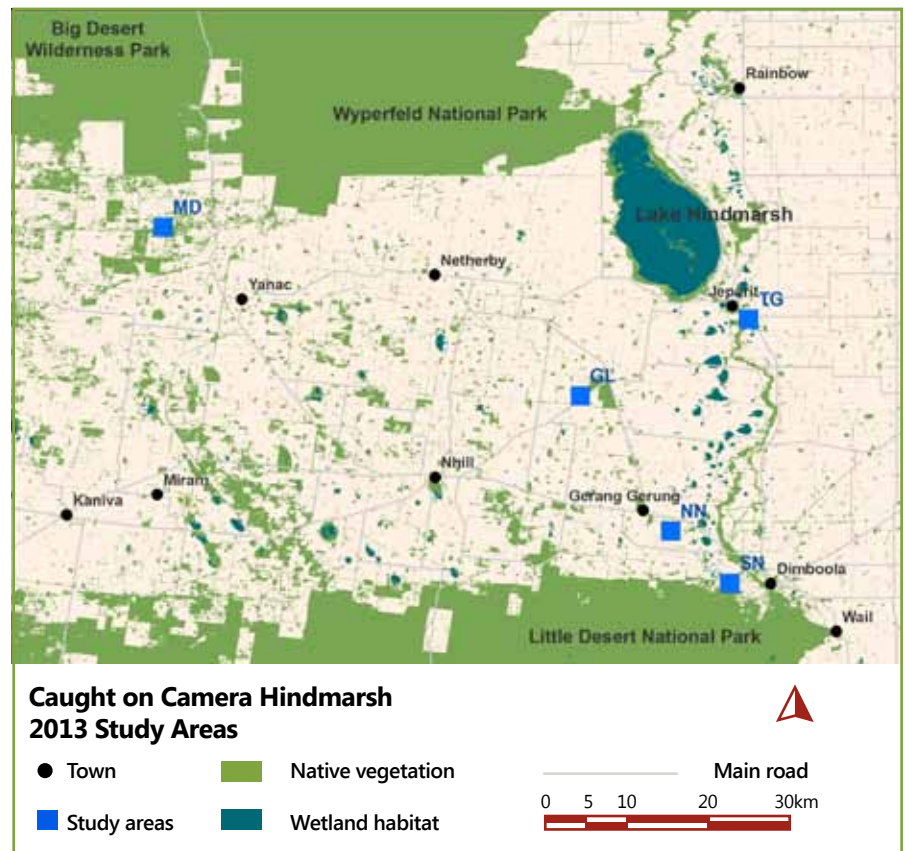 Big Desert
Wilderness Park
Rainbow
Wyperfeld National Park
MD
Lake Hindmarsh
Netherby
Yanac
Jeparit
TG
GL
Nhill
Miram
Kaniva
Gerang Gerung
NN
SN
Dimboola
Wail
Little Desert National Park
Caught on Camera Hindmarsh
2013 Study Areas
Town
Native vegetation
Main road
0 5 10 20 30km
Study areas
Wetland habitat